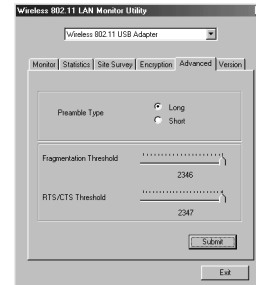 Wireless 802.11 LAN Monitor Utility
Wireless 802.11 USB Adapter
Monitor Statistics Site Survey Encryption Advanced Version
Preamble Type
Long
Short
Fragmentation Threshold
2346
RTS/CTS Threshold
2347
Submit
Exit